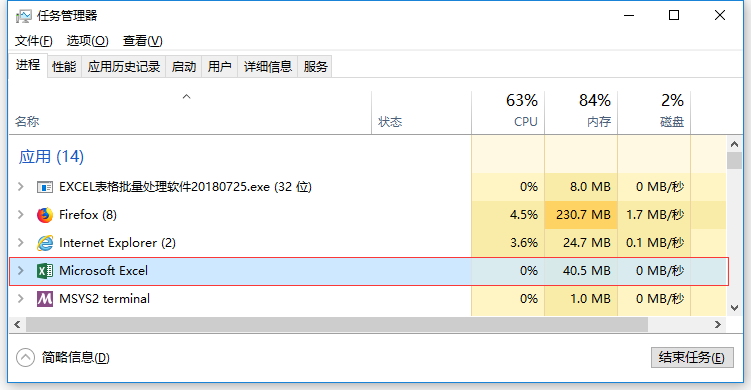 任务管理器
文件(F) 选项(O) 查看(V)
进程 性能 应用历史记录 启动 用户 详细信息 服务
63% 84% 2%
名称 状态 CPU 内存 磁盘
应用 (14)
EXCEL表格批量处理软件20180725.exe (32 位) 0% 8.0 MB 0 MB/秒
Firefox (8) 4.5% 230.7 MB 1.7 MB/秒
Internet Explorer (2) 3.6% 24.7 MB 0.1 MB/秒
Microsoft Excel 0% 40.5 MB 0 MB/秒
MSYS2 terminal 0% 1.0 MB 0 MB/秒
简略信息(D) 结束任务(E)